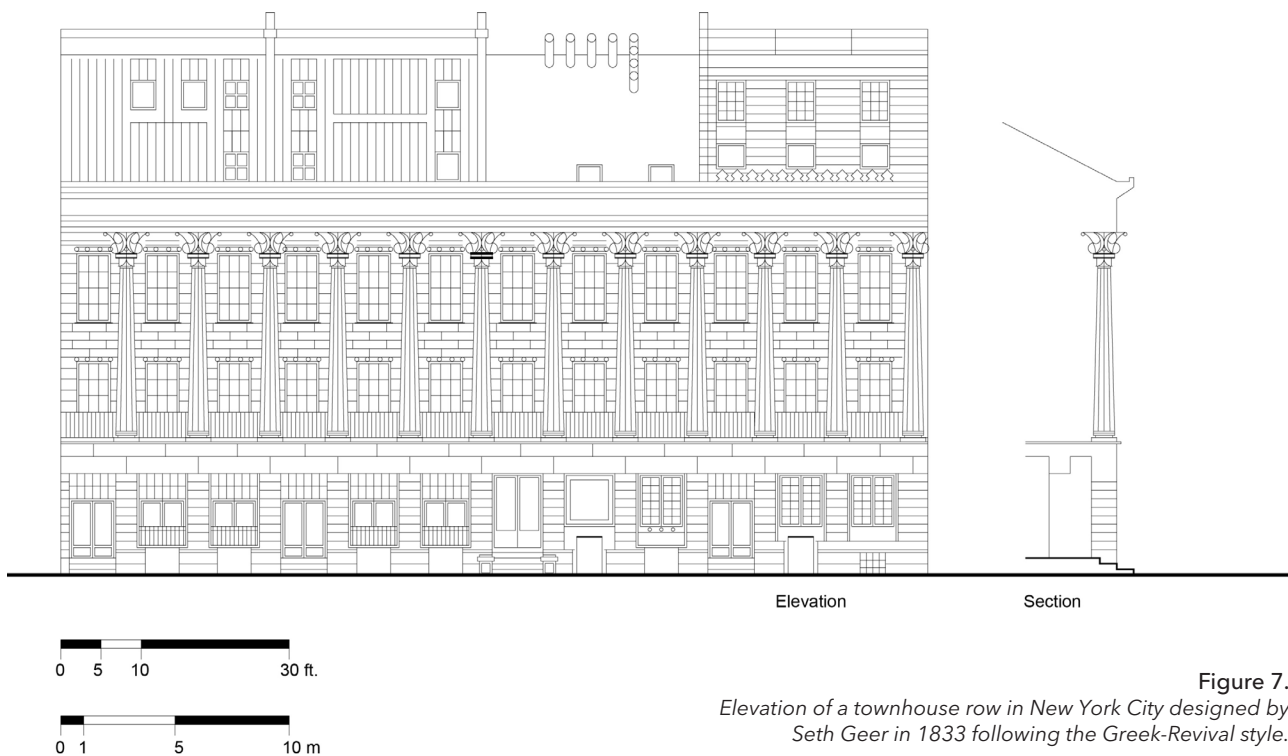 Elevation Section
0 5 10 30 ft.
0 1 5 10 m
Figure 7.
Elevation of a townhouse row in New York City designed by
Seth Geer in 1833 following the Greek-Revival style.